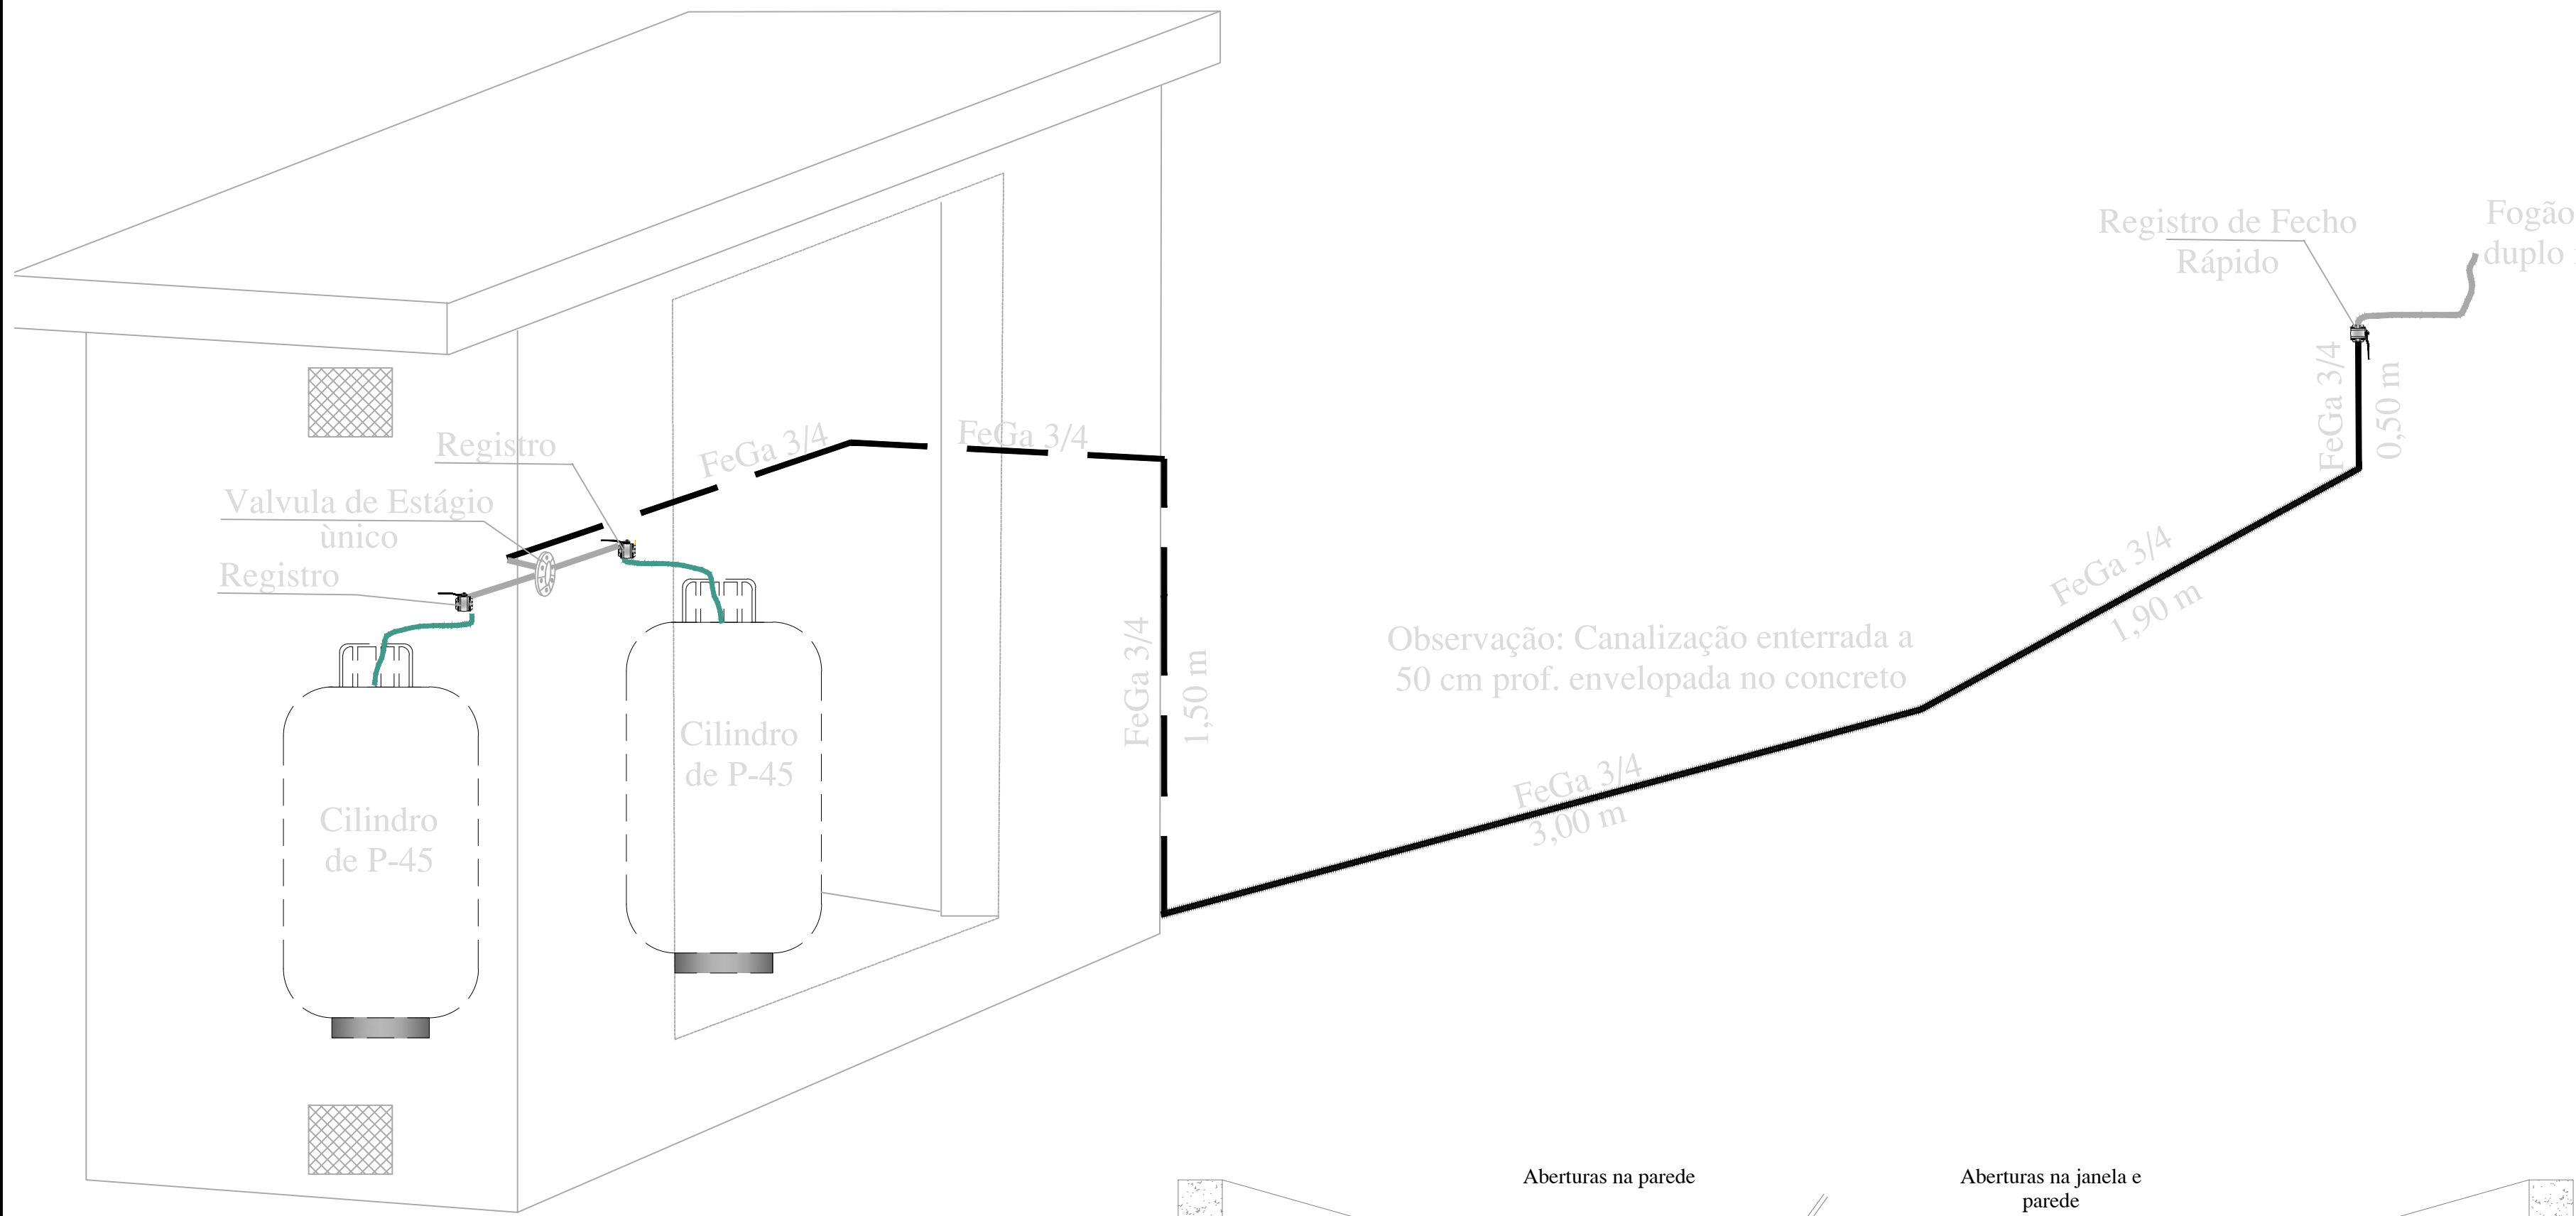 Registro de Fecho
Rápido
Fogão
duplo
FeGa 3/4
0,50 m
Registro
FeGa 3/4
FeGa 3/4
Valvula de Estágio
ùnico
Registro
FeGa 3/4
1,90 m
FeGa 3/4
1,50 m
Observação: Canalização enterrada a
50 cm prof. envelopada no concreto
Cilindro
de P-45
FeGa 3/4
3,00 m
Cilindro
de P-45
Aberturas na parede
Aberturas na janela e
parede